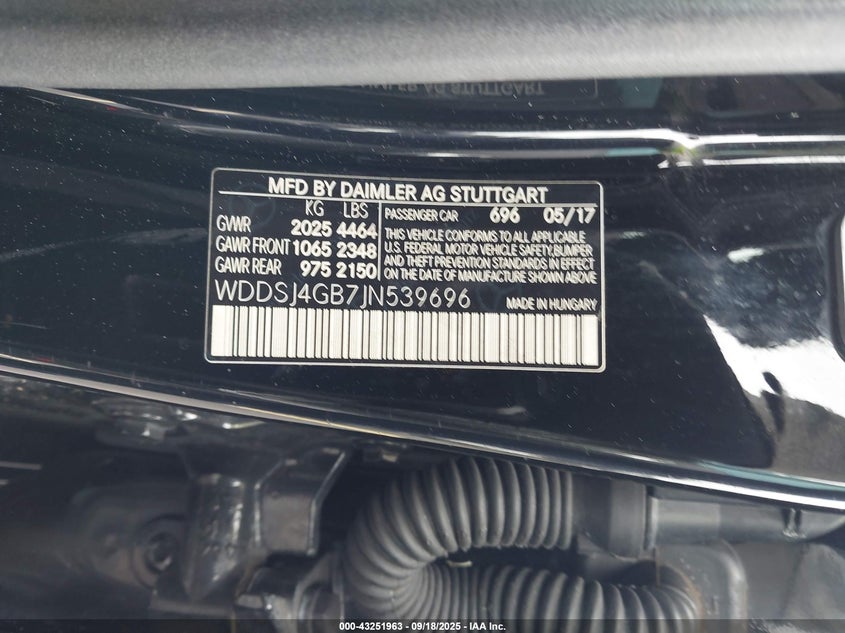 MFD BY DAIMLER AG STUTTGART
KG LBS
GVWR 2025 4464
GAWR FRONT 1065 2348
GAWR REAR 975 2150
PASSENGER CAR 696 05/17
THIS VEHICLE CONFORMS TO ALL APPLICABLE
U.S. FEDERAL MOTOR VEHICLE SAFETY, BUMPER
AND THEFT PREVENTION STANDARDS IN EFFECT
ON THE DATE OF MANUFACTURE SHOWN ABOVE
WDDSJ4GB7JN539696 MADE IN HUNGARY
000-43251963 - 09/18/2025 - IAA Inc.